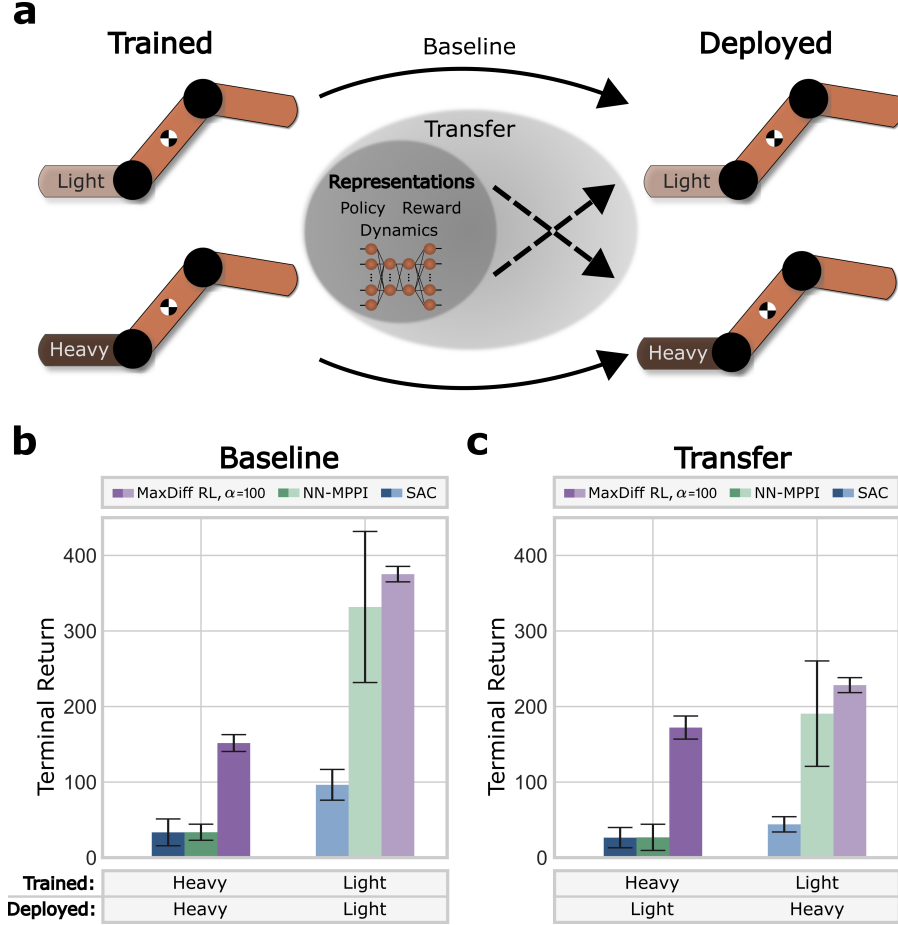 a
Trained
Baseline
Deployed
Transfer
Light
Representations
Policy Reward
Dynamics
Light
Heavy
Heavy
b
Baseline
MaxDiff RL, α=100 NN-MPPI SAC
Terminal Return
400
300
200
100
0
Trained: Heavy Light
Deployed: Heavy Light
c
Transfer
MaxDiff RL, α=100 NN-MPPI SAC
Terminal Return
400
300
200
100
0
Heavy Light
Light Heavy